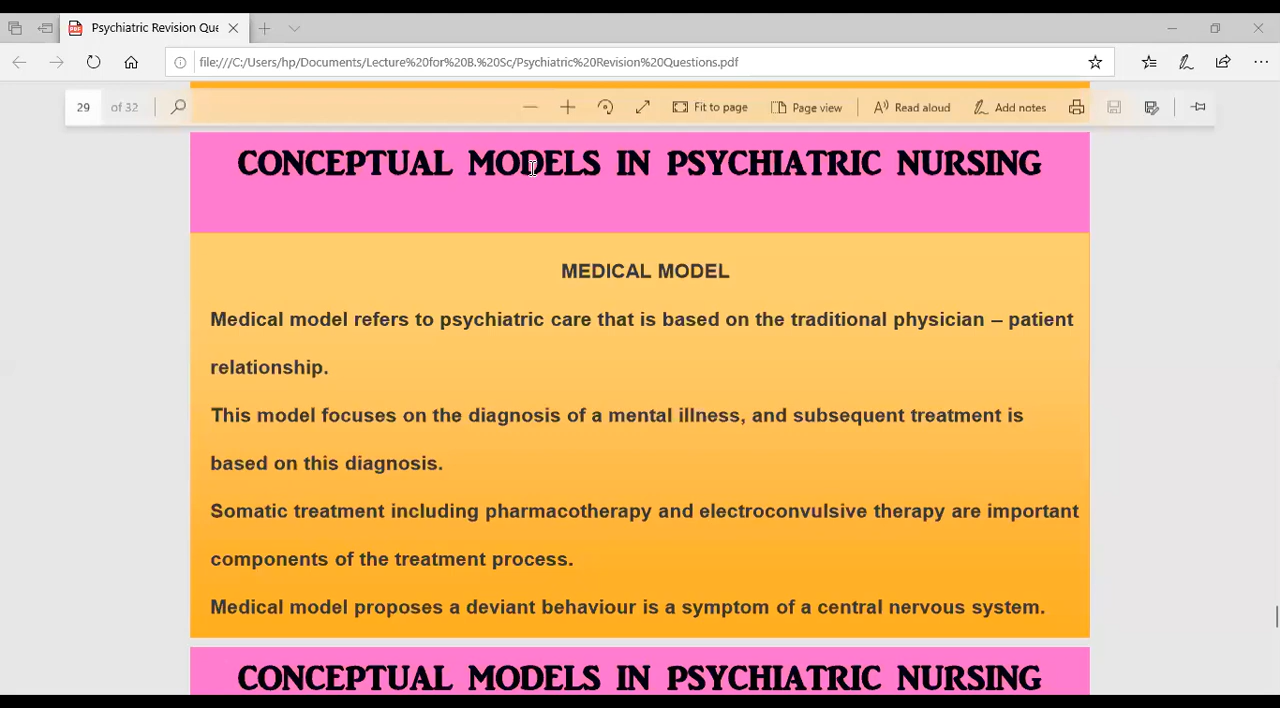 Psychiatric Revision Que
file:///C:/Users/hp/Documents/Lecture%20for%20B.%20Sc/Psychiatric%20Revision%20Questions.pdf
29 of 32 Fit to page Page view Read aloud Add notes
CONCEPTUAL MODELS IN PSYCHIATRIC NURSING
MEDICAL MODEL
Medical model refers to psychiatric care that is based on the traditional physician – patient
relationship.
This model focuses on the diagnosis of a mental illness, and subsequent treatment is
based on this diagnosis.
Somatic treatment including pharmacotherapy and electroconvulsive therapy are important
components of the treatment process.
Medical model proposes a deviant behaviour is a symptom of a central nervous system.
CONCEPTUAL MODELS IN PSYCHIATRIC NURSING